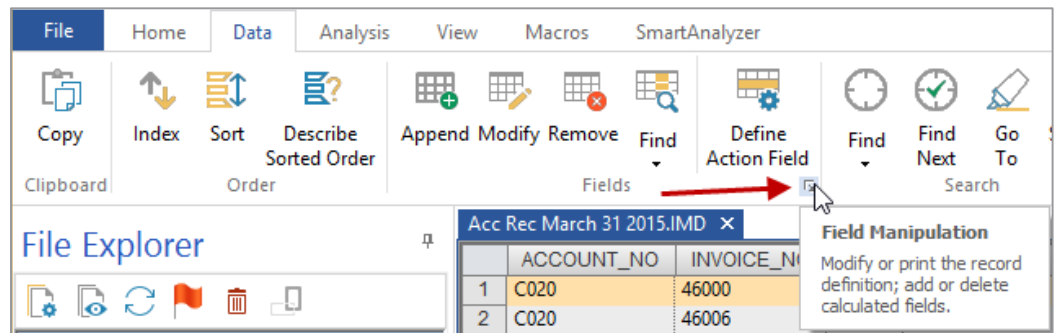 File Home Data Analysis View Macros SmartAnalyzer
Copy Index Sort Describe Append Modify Remove Find Define Find Find Go
Sorted Order Action Field Next To
Clipboard Order Fields Search
File Explorer
Acc Rec March 31 2015.IMD
ACCOUNT_NO INVOICE_NO
1 C020 46000
2 C020 46006
Field Manipulation
Modify or print the record
definition; add or delete
calculated fields.